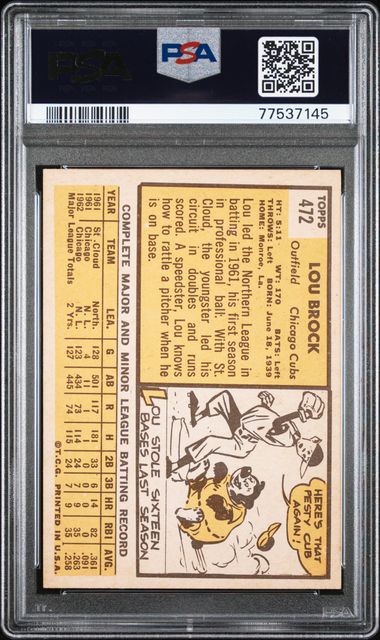 PSA
PSA
77537145
TOPPS
472
LOU BROCK
Outfield Chicago Cubs
HT: 5:11 WT: 170 BATS: Left
THROWS: Left BORN: June 18, 1939
HOME: Monroe, La.
Lou led the Northern League in
batting in 1961, his first season
in professional ball. With St.
Cloud, the youngster led his
circuit in doubles and runs
scored. A speedster, Lou knows
how to rattle a pitcher when he
is on base.
HERE'S THAT
PESTY CUB
AGAIN!
LOU STOLE SIXTEEN
BASES LAST SEASON
COMPLETE MAJOR AND MINOR LEAGUE BATTING RECORD
YEAR TEAM LEA. G AB R H 2B 3B HR RBI AVG.
1961 St. Cloud North. 128 501 117 181 33 6 14 82 .361
1961 Chicago N. L. 4 11 1 1 0 0 0 0 .091
1962 Chicago N. L. 123 434 73 114 24 7 9 35 .263
Major League Totals 2 Yrs. 127 445 74 115 24 7 9 35 .258
© T.C.G. PRINTED IN U.S.A.
PSA